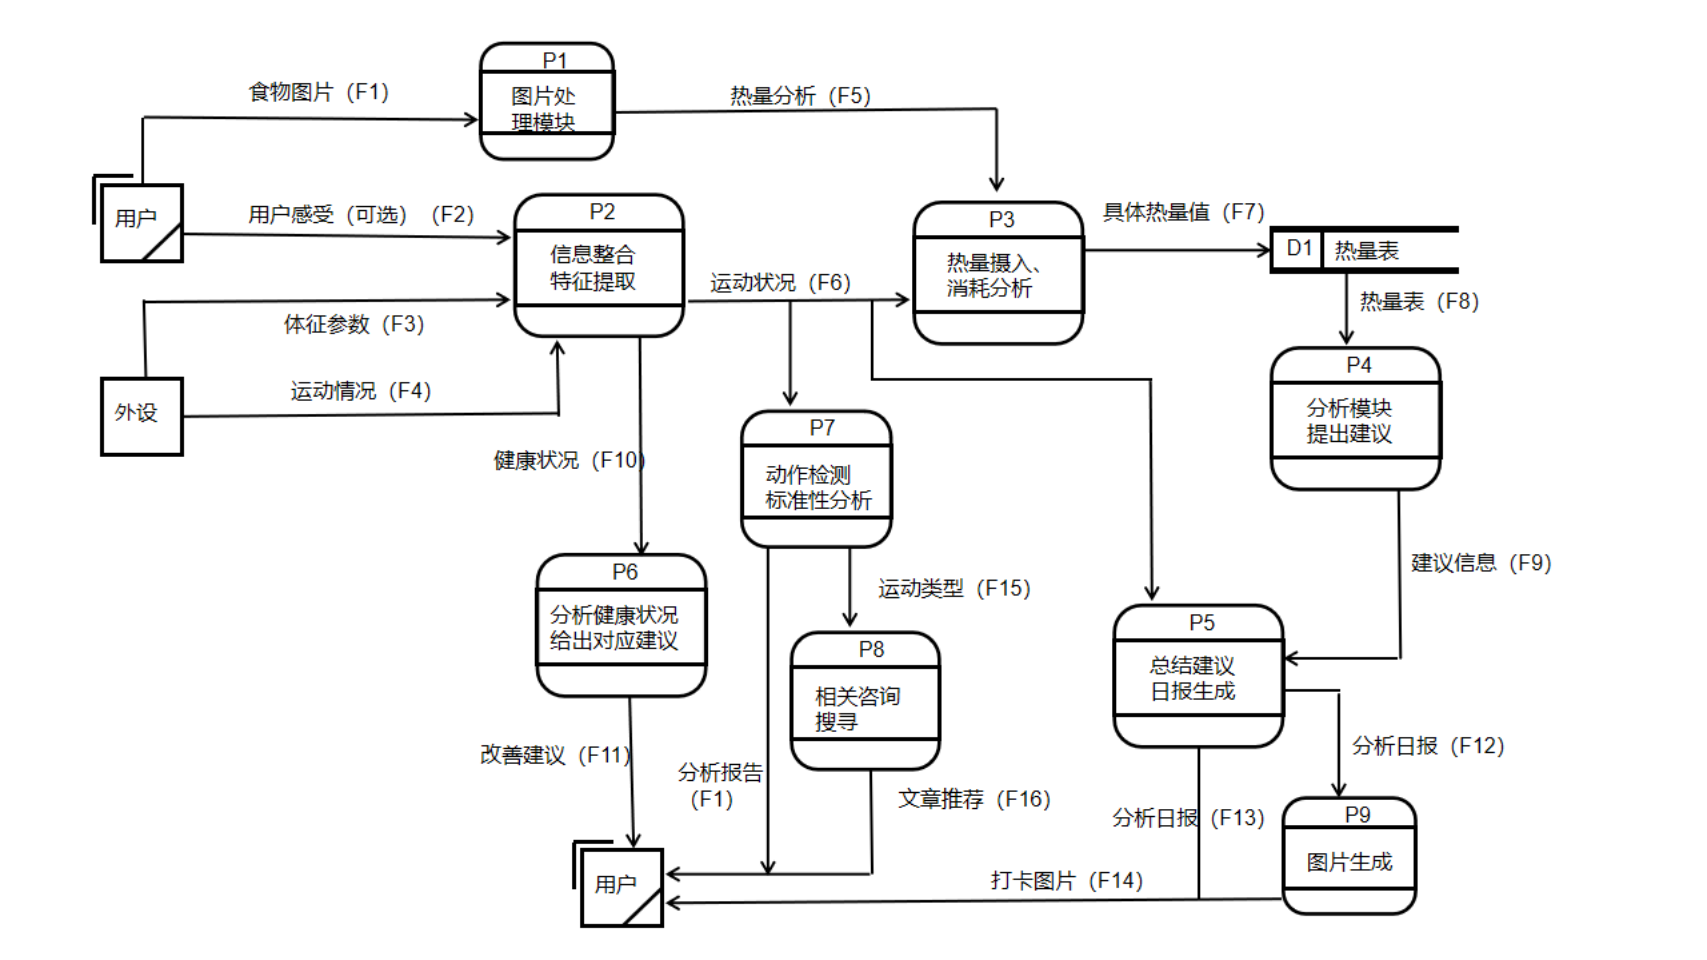 P1
图片处
理模块
食物图片（F1）
热量分析（F5）
用户
用户感受（可选）（F2）
P2
信息整合
特征提取
P3
热量摄入、
消耗分析
具体热量值（F7）
D1
热量表
运动状况（F6）
热量表（F8）
体征参数（F3）
外设
运动情况（F4）
P4
分析模块
提出建议
健康状况（F10）
P7
动作检测
标准性分析
建议信息（F9）
P6
分析健康状况
给出对应建议
运动类型（F15）
P5
总结建议
日报生成
P8
相关咨询
搜寻
改善建议（F11）
分析报告
（F1）
文章推荐（F16）
分析日报（F12）
分析日报（F13）
P9
图片生成
用户
打卡图片（F14）